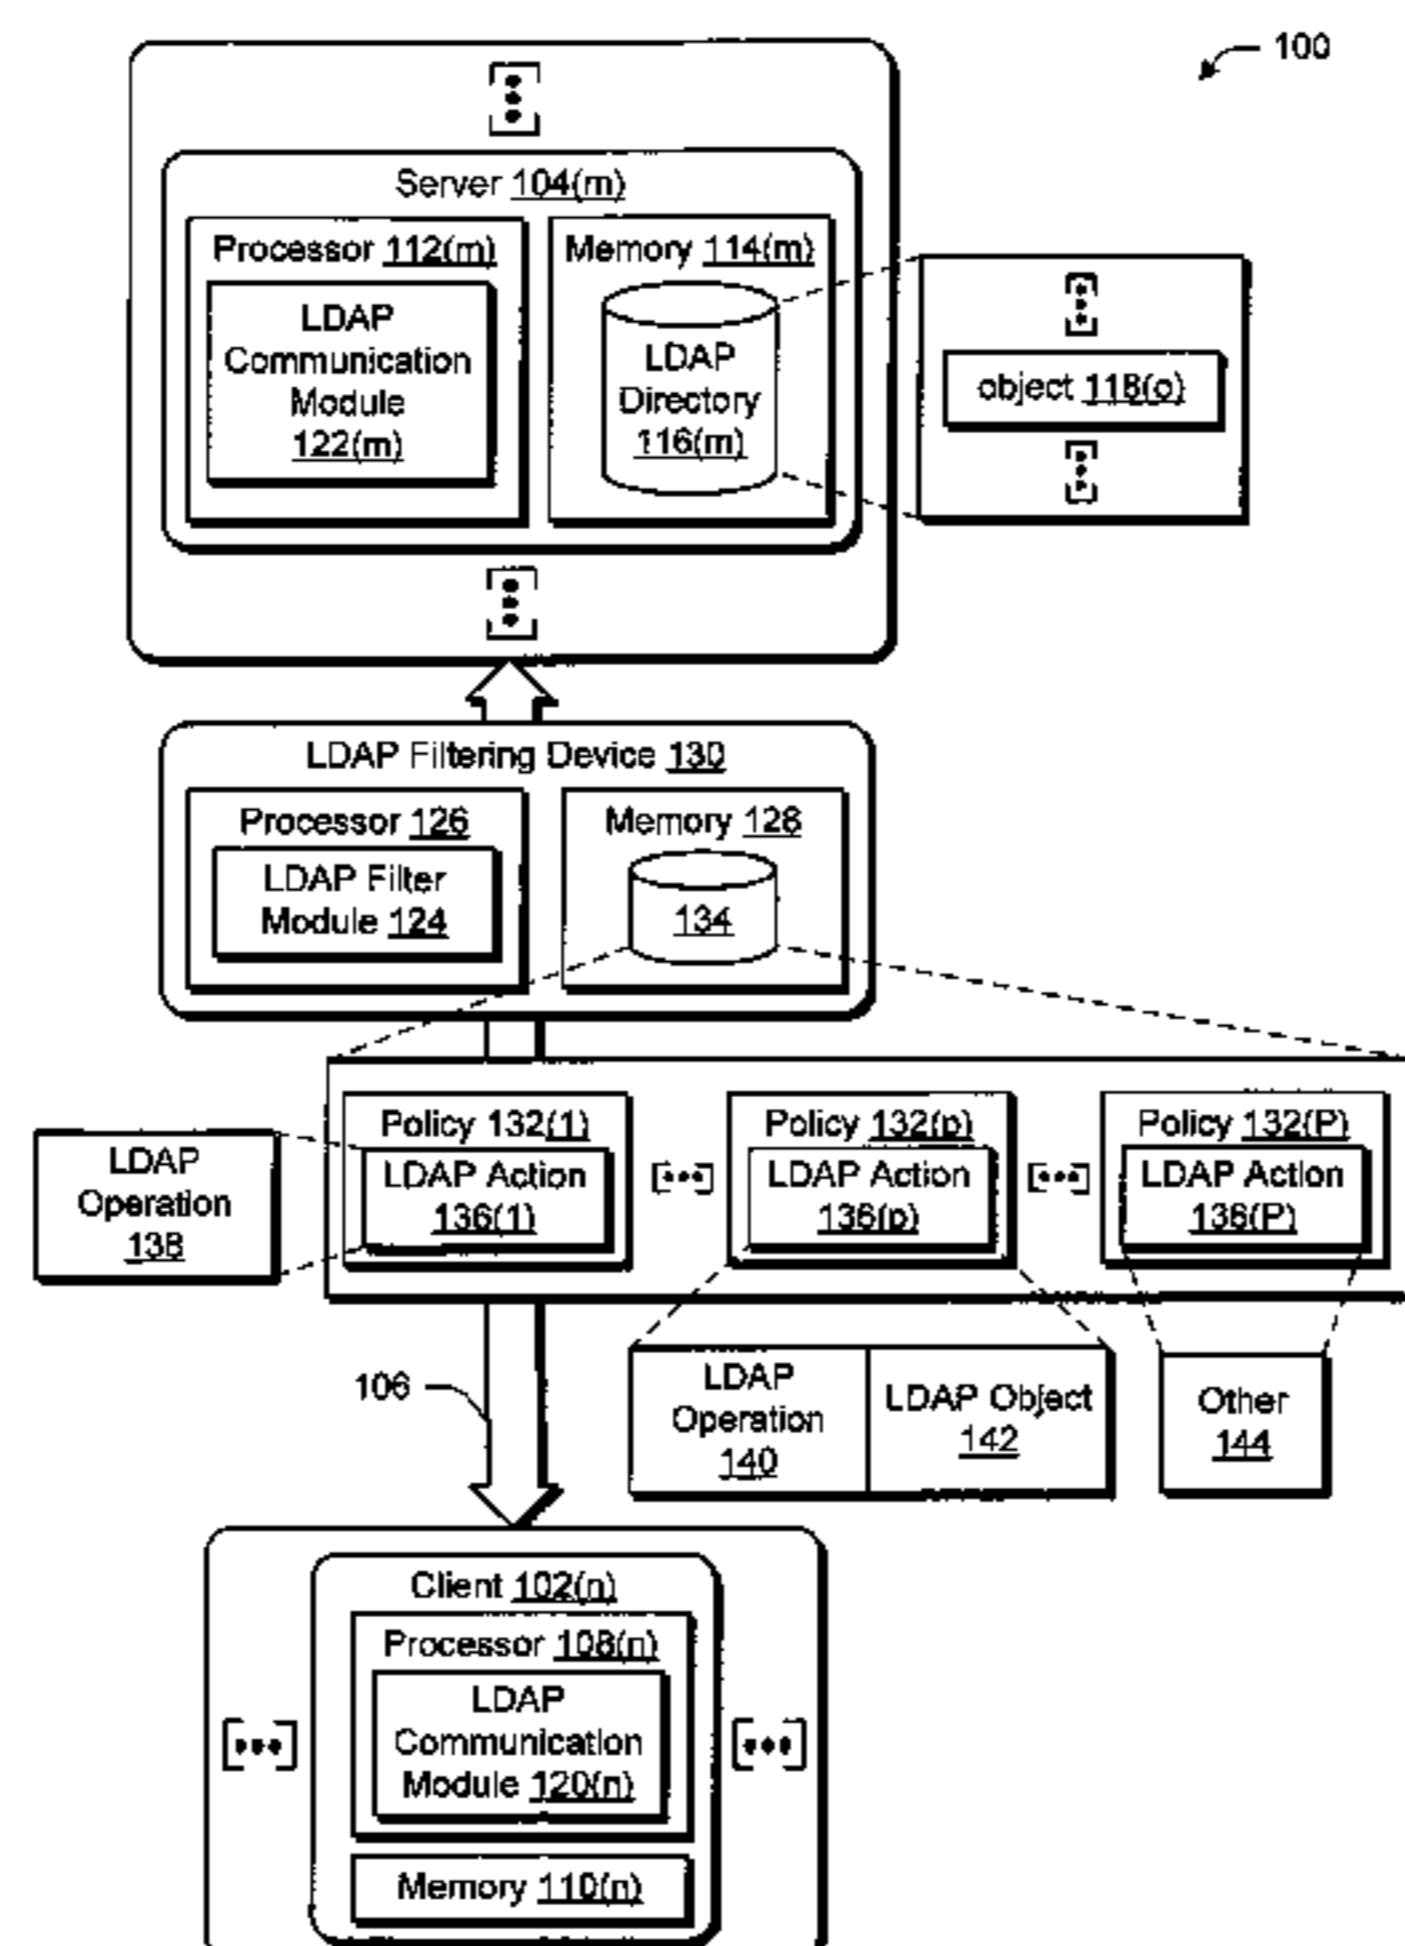 100
Server 104(m)
Processor 112(m)
LDAP
Communication
Module
122(m)
Memory 114(m)
LDAP
Directory
116(m)
object 118(o)
LDAP Filtering Device 130
Processor 126
LDAP Filter
Module 124
Memory 128
134
Policy 132(1)
LDAP Action
136(1)
Policy 132(p)
LDAP Action
136(p)
Policy 132(P)
LDAP Action
136(P)
LDAP
Operation
138
LDAP
Operation
140
LDAP Object
142
Other
144
106
Client 102(n)
Processor 108(n)
LDAP
Communication
Module 120(n)
Memory 110(n)